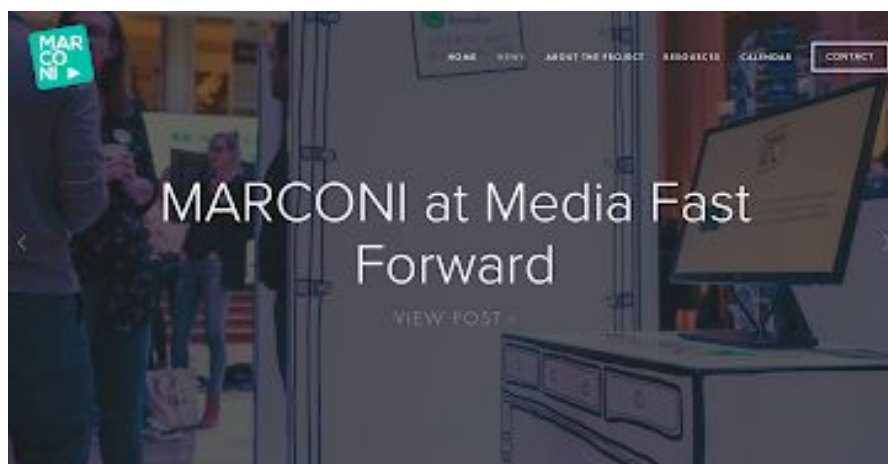 MAR
CO
NI
HOME NEWS ABOUT THE PROJECT RESOURCES CALENDAR CONTACT
MARCONI at Media Fast
Forward
VIEW POST